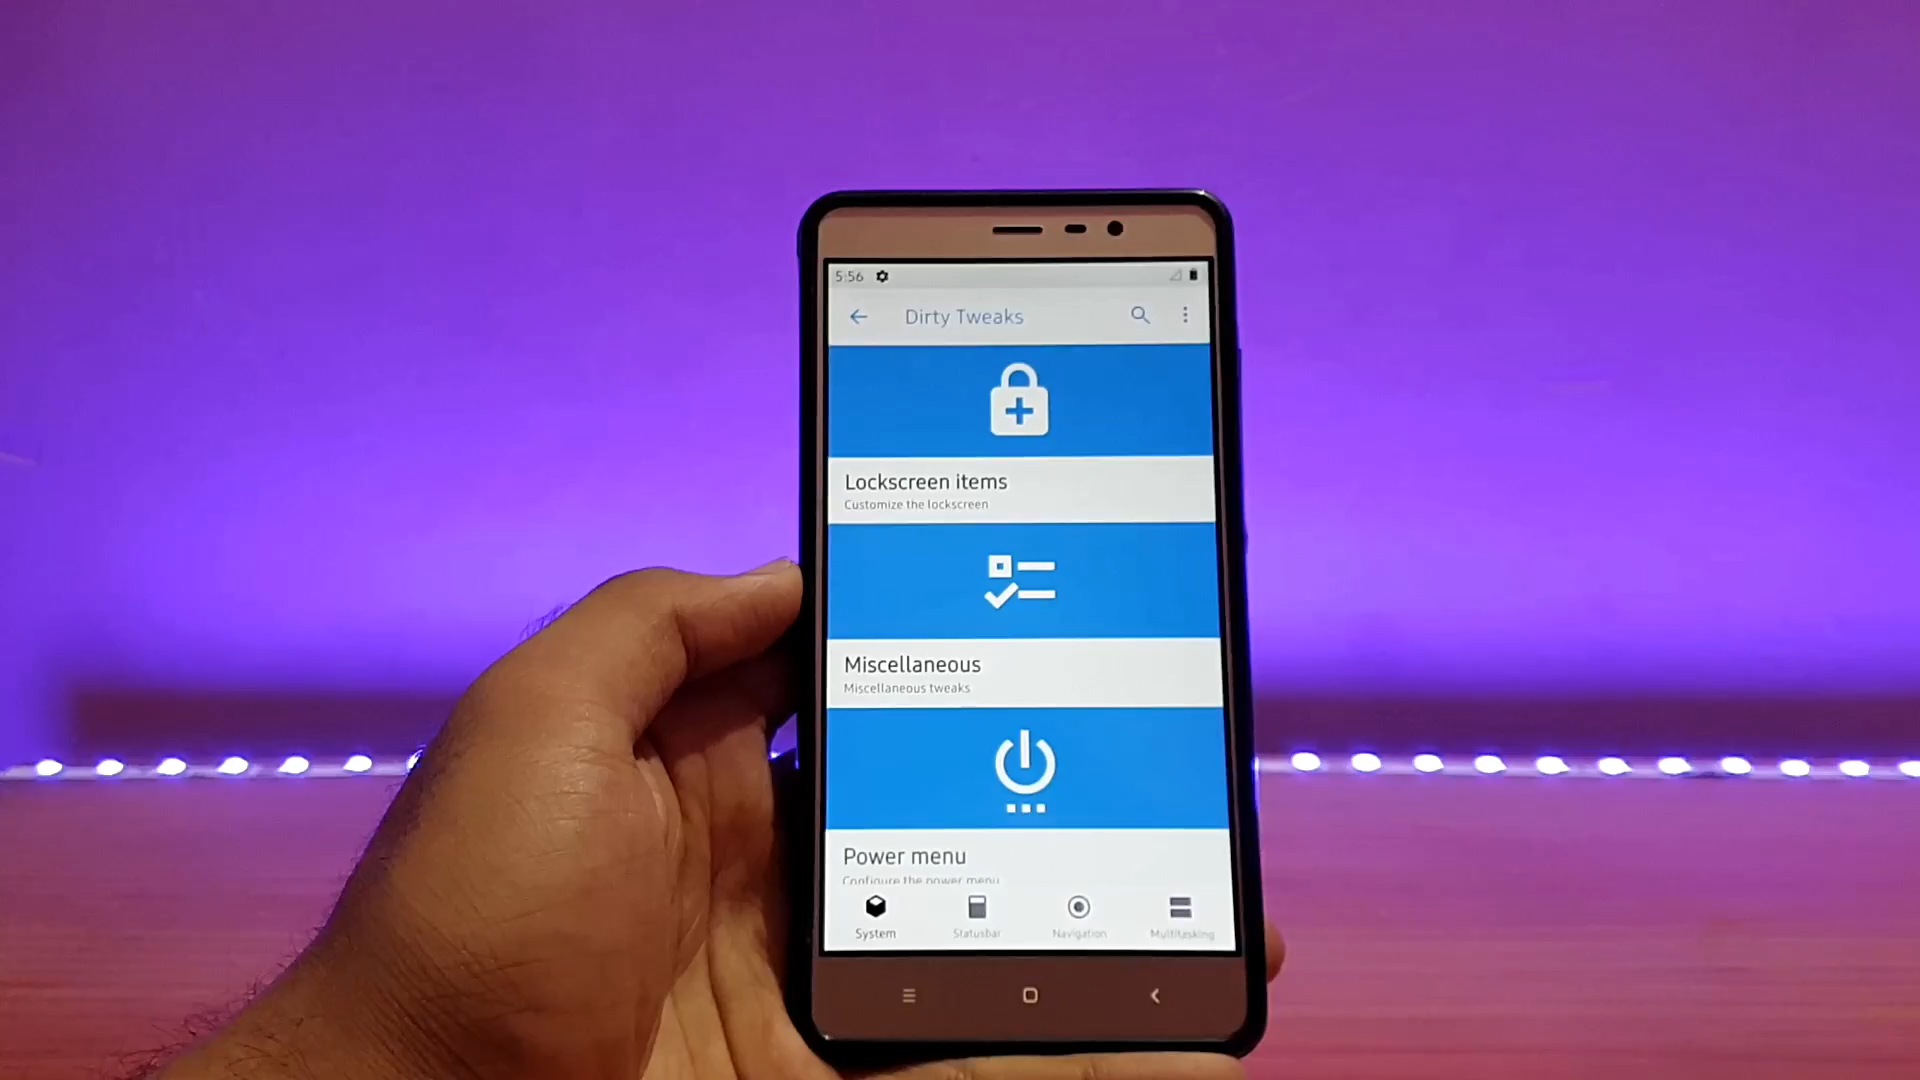 5:56
Dirty Tweaks
Lockscreen items
Customize the lockscreen
Miscellaneous
Miscellaneous tweaks
Power menu
Configure the power menu
System Statusbar Navigation Multitasking